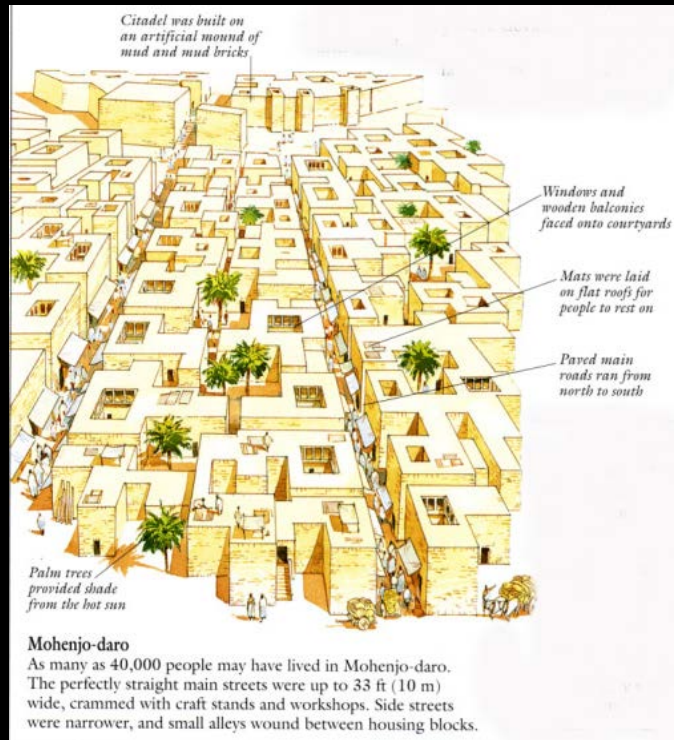 Citadel was built on
an artificial mound of
mud and mud bricks
Windows and
wooden balconies
faced onto courtyards
Mats were laid
on flat roofs for
people to rest on
Paved main
roads ran from
north to south
Palm trees
provided shade
from the hot sun
Mohenjo-daro
As many as 40,000 people may have lived in Mohenjo-daro.
The perfectly straight main streets were up to 33 ft (10 m)
wide, crammed with craft stands and workshops. Side streets
were narrower, and small alleys wound between housing blocks.